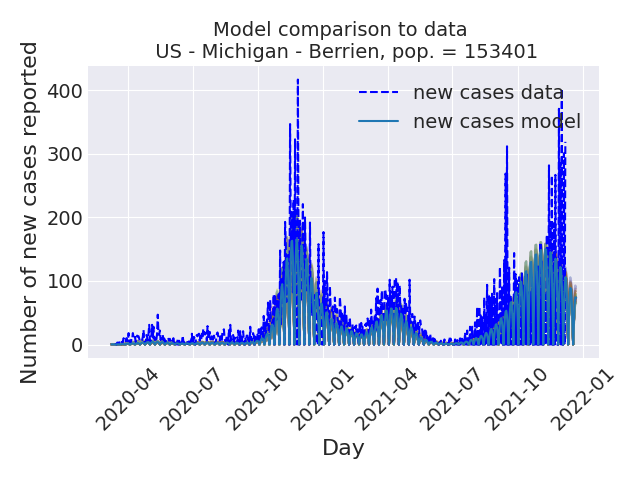 Model comparison to data
US - Michigan - Berrien, pop. = 153401
Number of new cases reported
400
300
200
100
0
new cases data
new cases model
2020-04
2020-07
2020-10
2021-01
2021-04
2021-07
2021-10
2022-01
Day